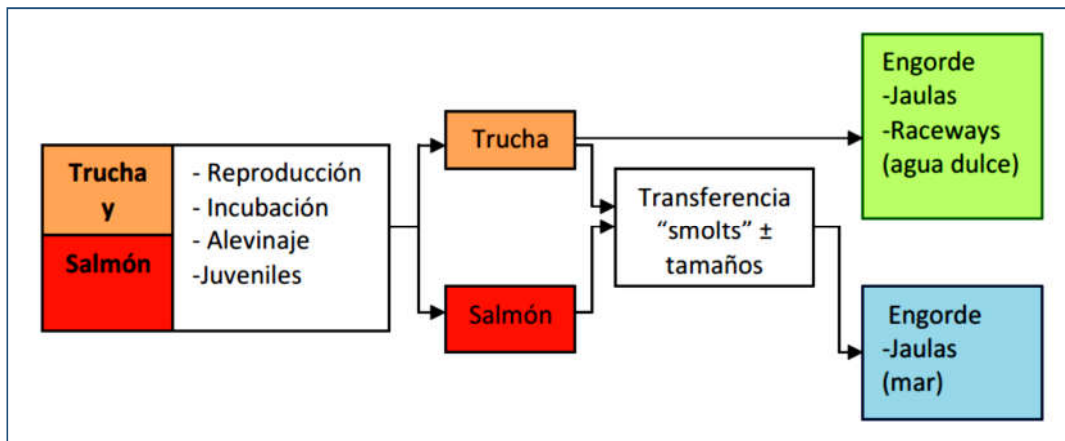 Trucha
y
Salmón
- Reproducción
- Incubación
- Alevinaje
-Juveniles
Trucha
Salmón
Transferencia
“smolts” ±
tamaños
Engorde
-Jaulas
-Raceways
(agua dulce)
Engorde
-Jaulas
(mar)